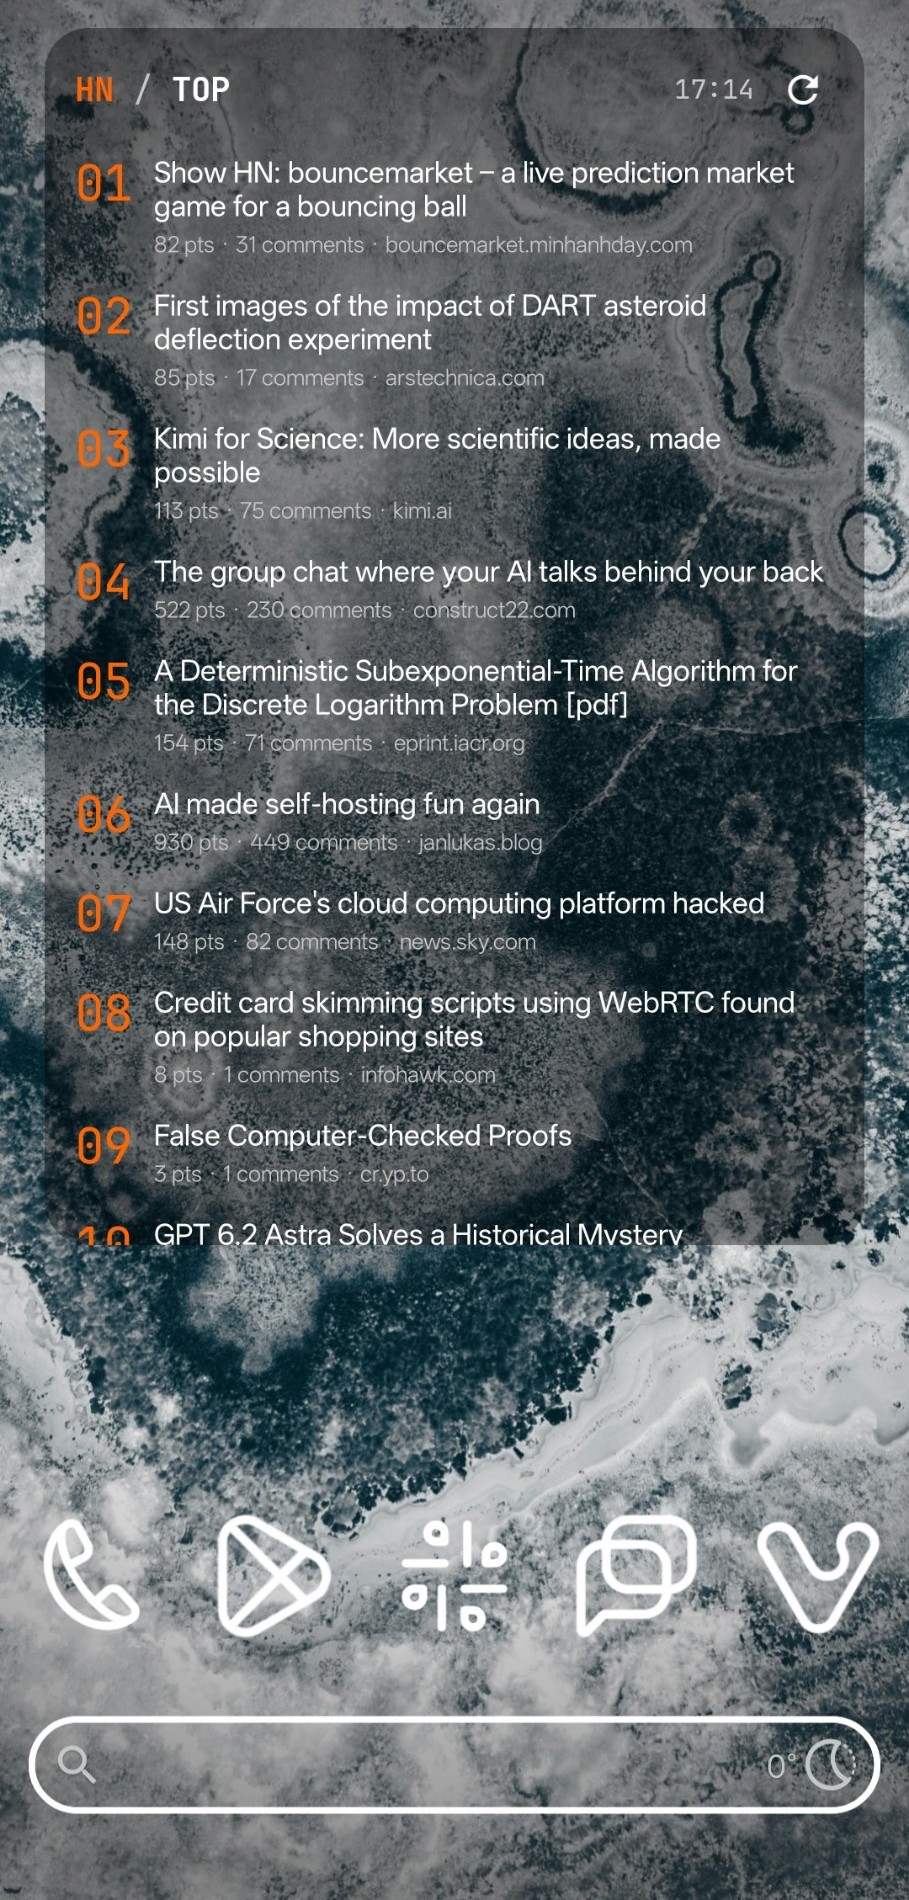 HN / TOP 17:14
01 Show HN: bouncemarket – a live prediction market
game for a bouncing ball
82 pts · 31 comments · bouncemarket.minhanhday.com
02 First images of the impact of DART asteroid
deflection experiment
85 pts · 17 comments · arstechnica.com
03 Kimi for Science: More scientific ideas, made
possible
113 pts · 75 comments · kimi.ai
04 The group chat where your AI talks behind your back
522 pts · 230 comments · construct22.com
05 A Deterministic Subexponential-Time Algorithm for
the Discrete Logarithm Problem [pdf]
154 pts · 71 comments · eprint.iacr.org
06 AI made self-hosting fun again
930 pts · 449 comments · janlukas.blog
07 US Air Force's cloud computing platform hacked
148 pts · 82 comments · news.sky.com
08 Credit card skimming scripts using WebRTC found
on popular shopping sites
8 pts · 1 comments · infohawk.com
09 False Computer-Checked Proofs
3 pts · 1 comments · cr.yp.to
10 GPT 6.2 Astra Solves a Historical Mystery
0°